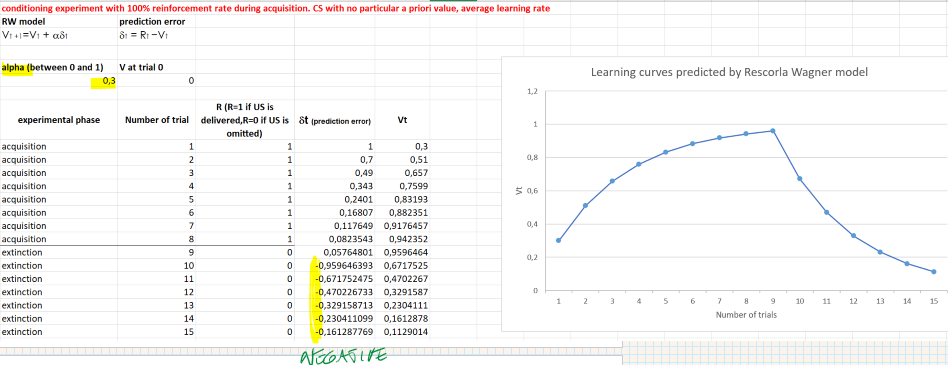 conditioning experiment with 100% reinforcement rate during acquisition. CS with no particular a priori value, average learning rate
RW model prediction error
Vt +1=Vt + αδt δt = Rt −Vt
alpha (between 0 and 1) V at trial 0
0,3 0
experimental phase Number of trial R (R=1 if US is delivered,R=0 if US is omitted) δt (prediction error) Vt
acquisition 1 1 1 0,3
acquisition 2 1 0,7 0,51
acquisition 3 1 0,49 0,657
acquisition 4 1 0,343 0,7599
acquisition 5 1 0,2401 0,83193
acquisition 6 1 0,16807 0,882351
acquisition 7 1 0,117649 0,9176457
acquisition 8 1 0,0823543 0,942352
extinction 9 0 0,05764801 0,9596464
extinction 10 0 -0,959646393 0,6717525
extinction 11 0 -0,671752475 0,4702267
extinction 12 0 -0,470226733 0,3291587
extinction 13 0 -0,329158713 0,2304111
extinction 14 0 -0,230411099 0,1612878
extinction 15 0 -0,161287769 0,1129014
NEGATIVE
Learning curves predicted by Rescorla Wagner model
1,2
1
0,8
0,6
0,4
0,2
0
Vt
1 2 3 4 5 6 7 8 9 10 11 12 13 14 15
Number of trials